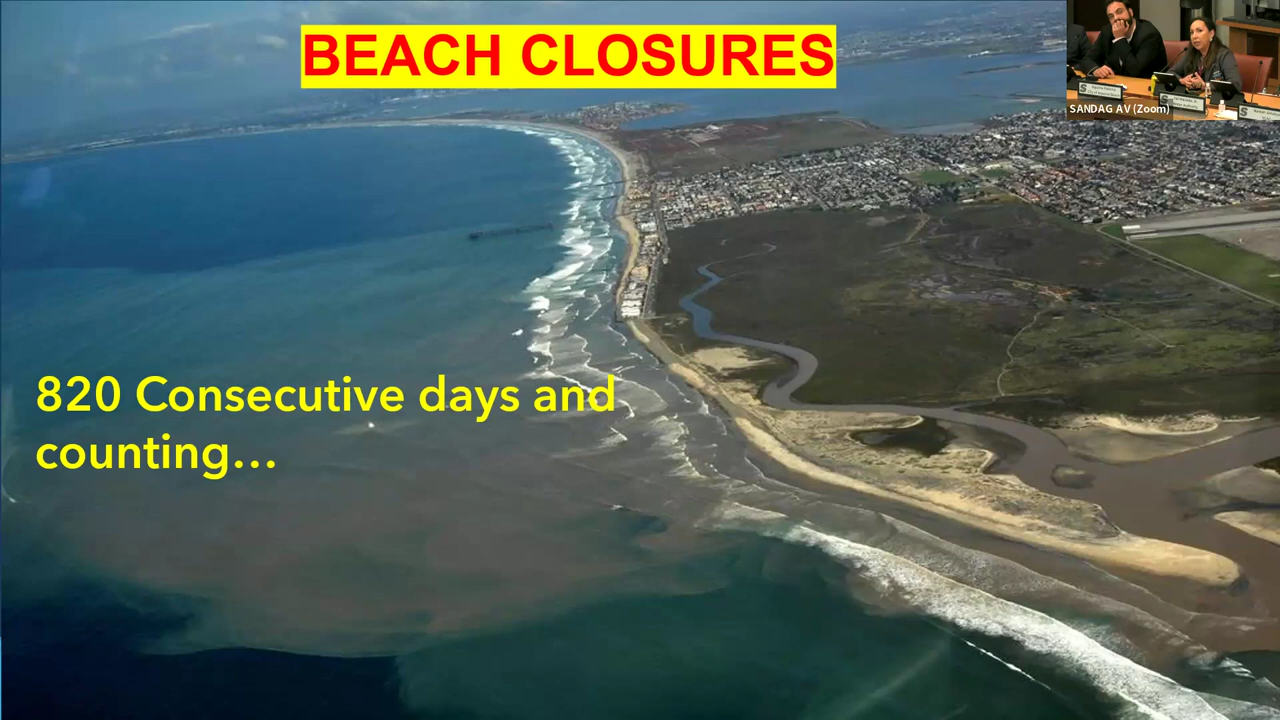 BEACH CLOSURES
SANDAG AV (Zoom)
820 Consecutive days and
counting...